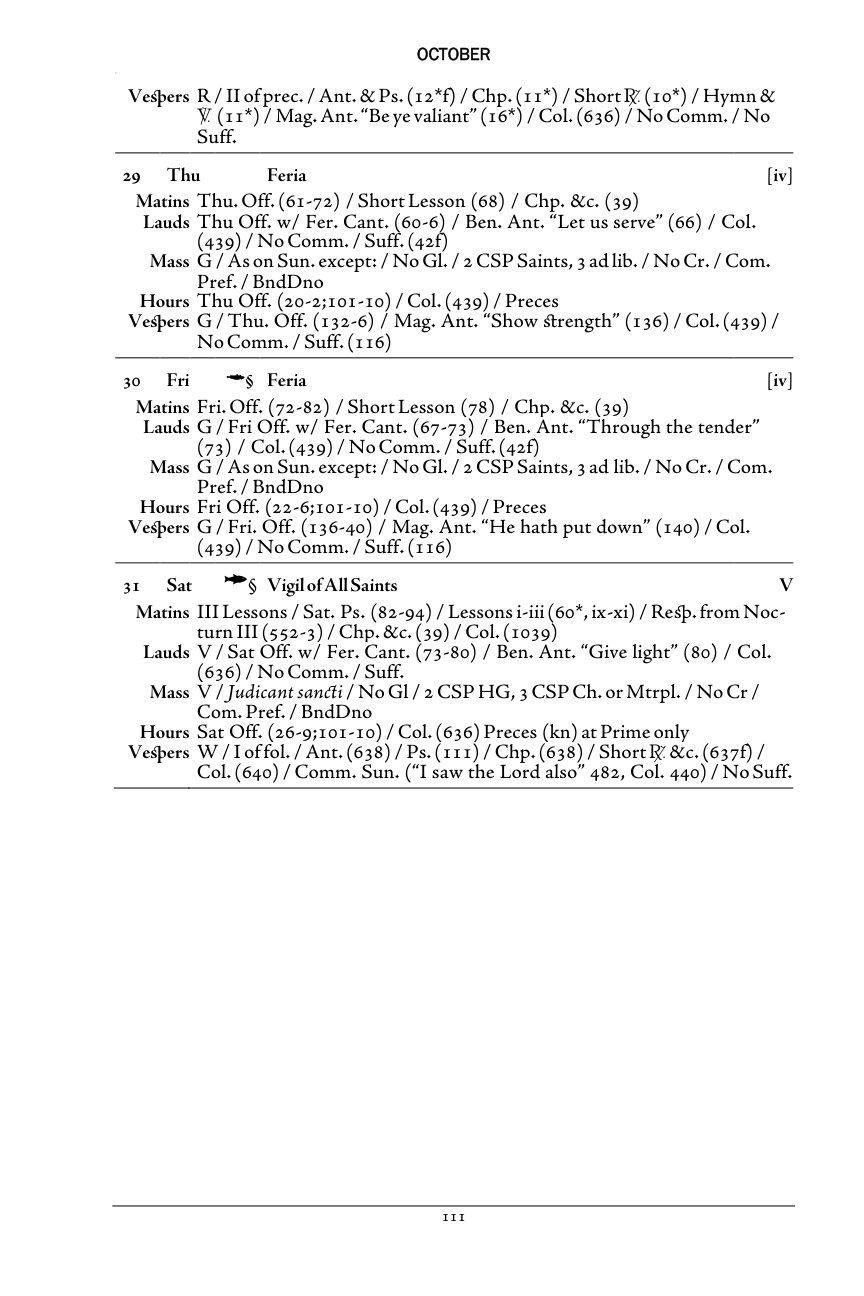 OCTOBER
Vespers R / II of prec. / Ant. & Ps. (12*f) / Chp. (11*) / Short ℟. (10*) / Hymn &
℣. (11*) / Mag. Ant. “Be ye valiant” (16*) / Col. (636) / No Comm. / No
Suff.
29 Thu Feria [iv]
Matins Thu. Off. (61-72) / Short Lesson (68) / Chp. &c. (39)
Lauds Thu Off. w/ Fer. Cant. (60-6) / Ben. Ant. “Let us serve” (66) / Col.
(439) / No Comm. / Suff. (42f)
Mass G / As on Sun. except: / No Gl. / 2 CSP Saints, 3 ad lib. / No Cr. / Com.
Pref. / BndDno
Hours Thu Off. (20-2;101-10) / Col. (439) / Preces
Vespers G / Thu. Off. (132-6) / Mag. Ant. “Show strength” (136) / Col. (439) /
No Comm. / Suff. (116)
30 Fri § Feria [iv]
Matins Fri. Off. (72-82) / Short Lesson (78) / Chp. &c. (39)
Lauds G / Fri Off. w/ Fer. Cant. (67-73) / Ben. Ant. “Through the tender”
(73) / Col. (439) / No Comm. / Suff. (42f)
Mass G / As on Sun. except: / No Gl. / 2 CSP Saints, 3 ad lib. / No Cr. / Com.
Pref. / BndDno
Hours Fri Off. (22-6;101-10) / Col. (439) / Preces
Vespers G / Fri. Off. (136-40) / Mag. Ant. “He hath put down” (140) / Col.
(439) / No Comm. / Suff. (116)
31 Sat § Vigil of All Saints V
Matins III Lessons / Sat. Ps. (82-94) / Lessons i-iii (60*, ix-xi) / Resp. from Noc-
turn III (552-3) / Chp. &c. (39) / Col. (1039)
Lauds V / Sat Off. w/ Fer. Cant. (73-80) / Ben. Ant. “Give light” (80) / Col.
(636) / No Comm. / Suff.
Mass V / Judicant sancti / No Gl / 2 CSP HG, 3 CSP Ch. or Mtrpl. / No Cr /
Com. Pref. / BndDno
Hours Sat Off. (26-9;101-10) / Col. (636) Preces (kn) at Prime only
Vespers W / I of fol. / Ant. (638) / Ps. (111) / Chp. (638) / Short ℟. &c. (637f) /
Col. (640) / Comm. Sun. (“I saw the Lord also” 482, Col. 440) / No Suff.
111